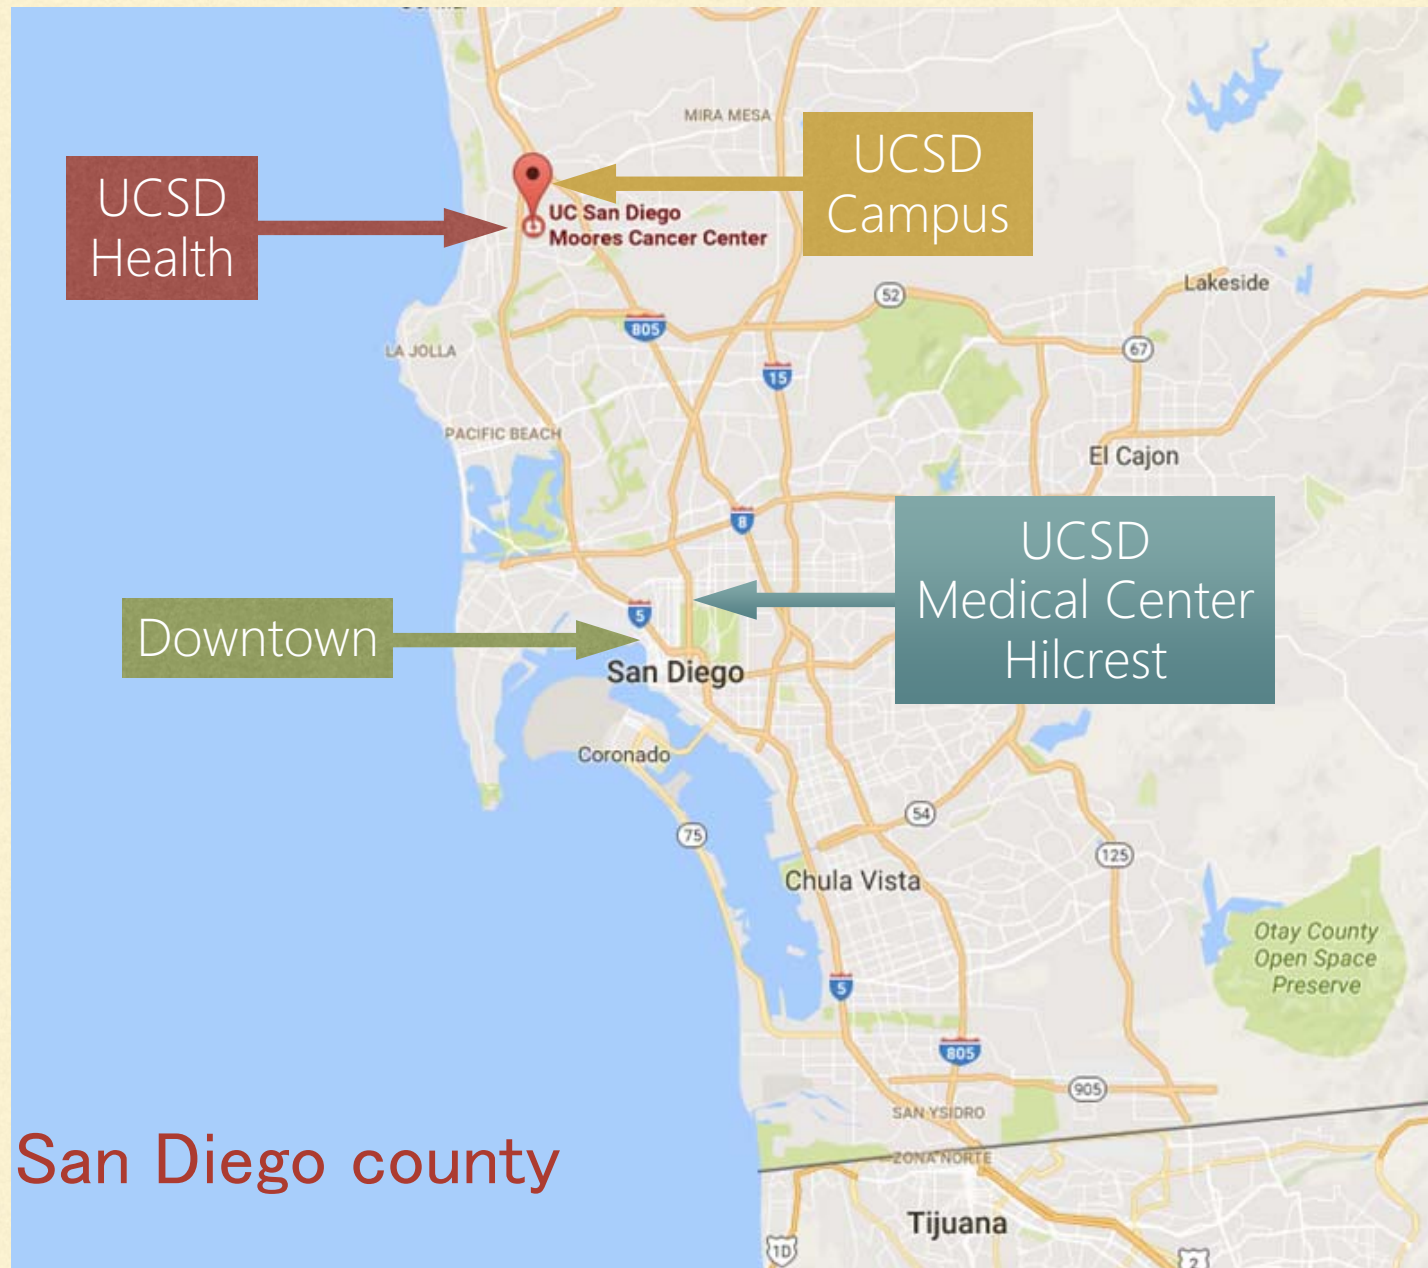 MIRA MESA
UCSD
Campus
UCSD
Health
UC San Diego
Moores Cancer Center
Lakeside
52
805
67
LA JOLLA
15
PACIFIC BEACH
El Cajon
8
UCSD
Medical Center
Hilcrest
5
Downtown
San Diego
Coronado
54
75
125
Chula Vista
Otay County
Open Space
Preserve
5
805
905
SAN YSIDRO
San Diego county
ZONA NORTE
Tijuana
1D
2